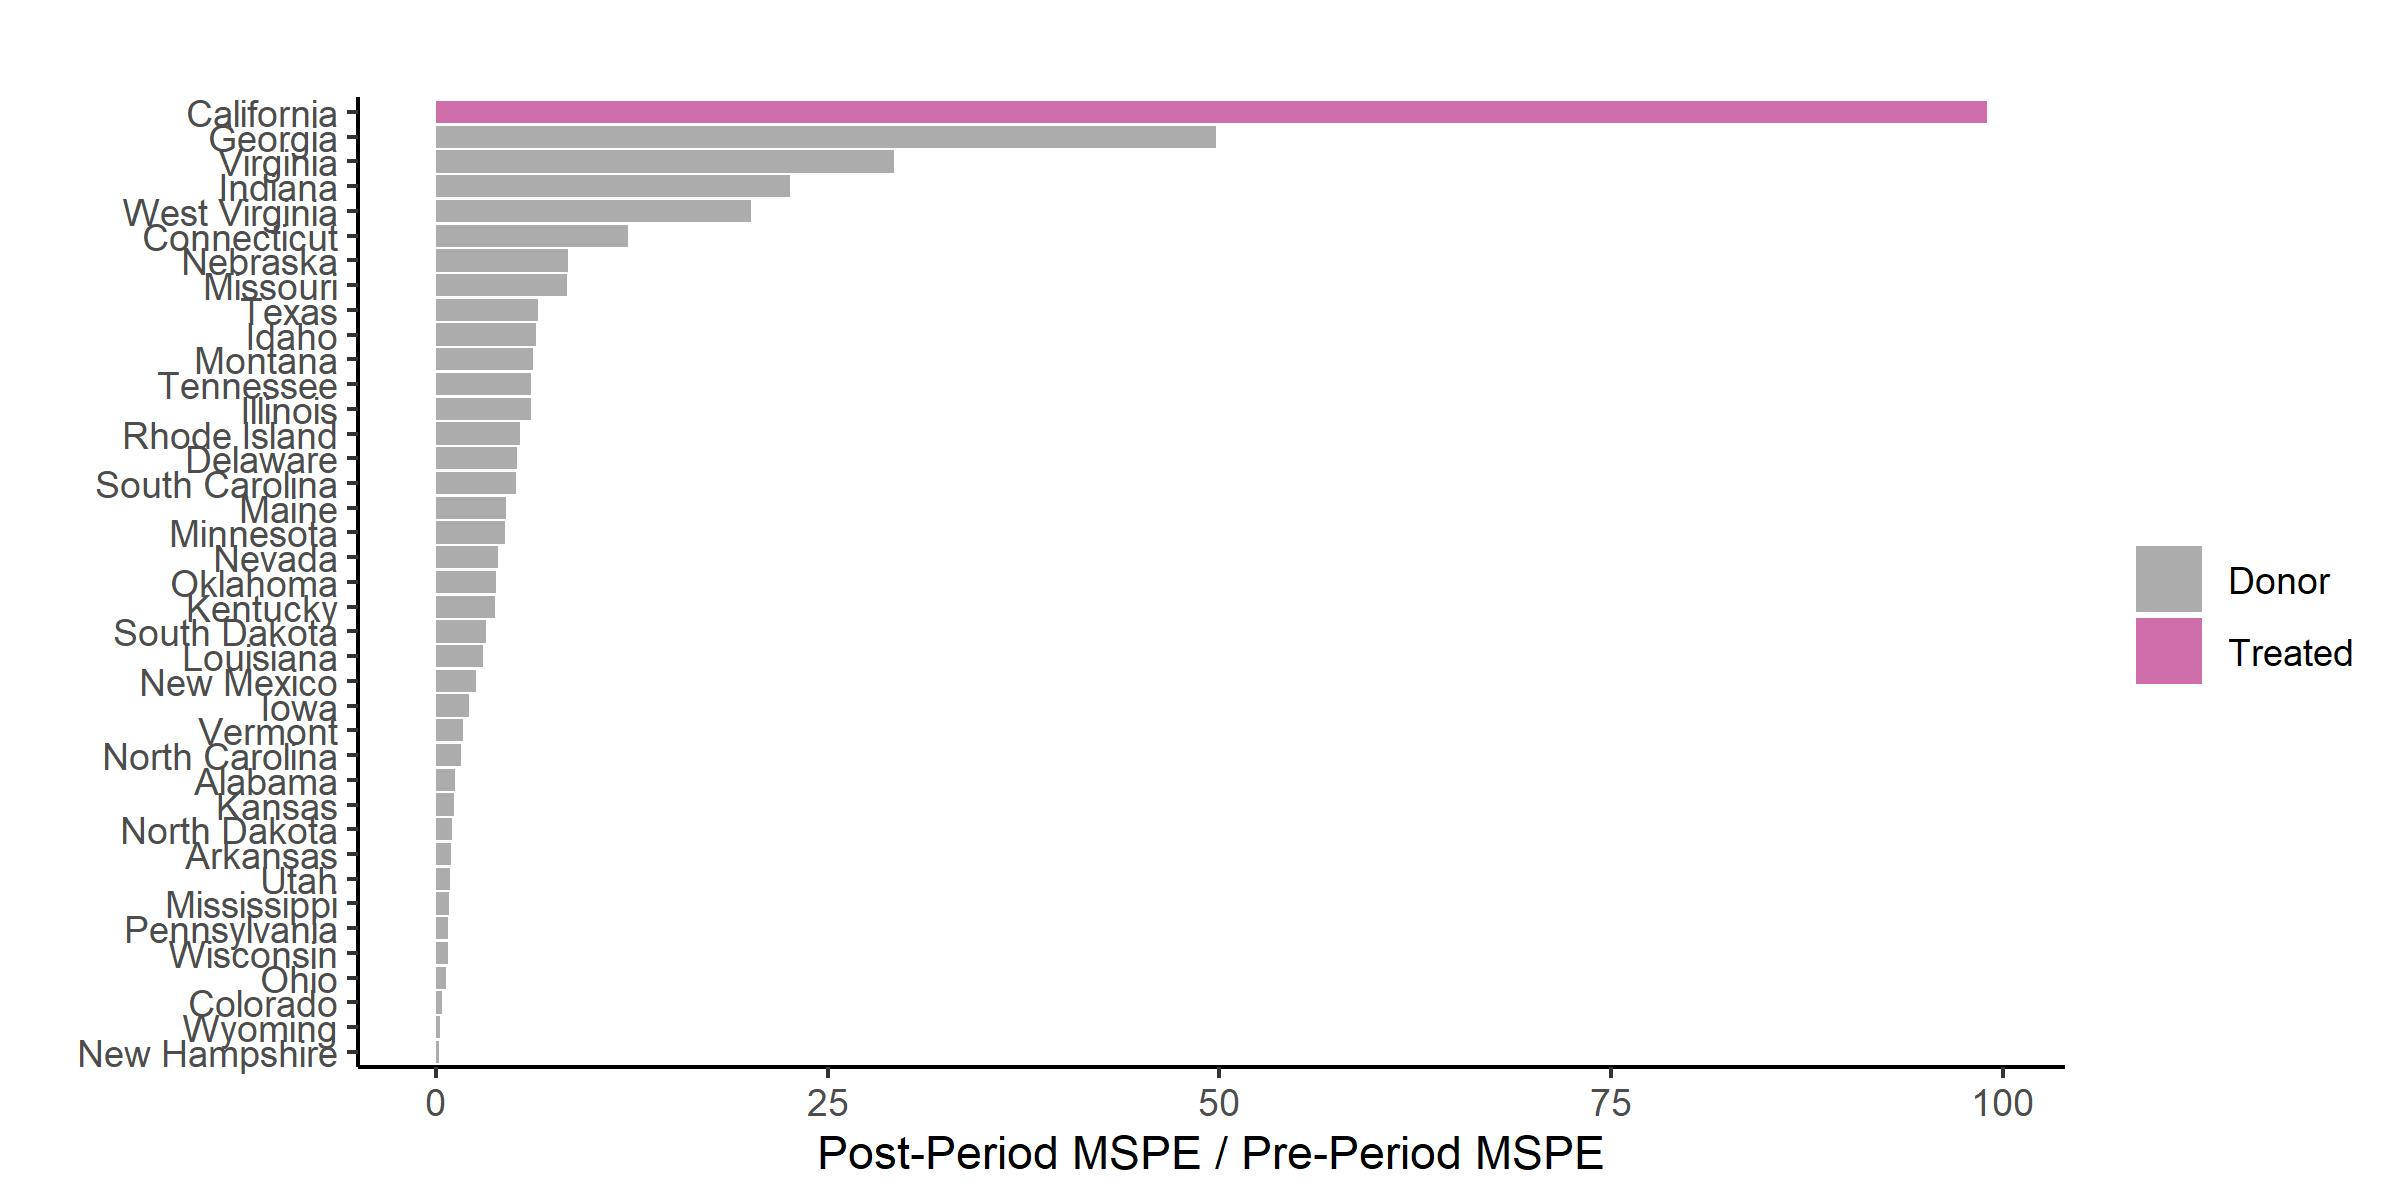 California
Georgia
Virginia
Indiana
West Virginia
Connecticut
Nebraska
Missouri
Texas
Idaho
Montana
Tennessee
Illinois
Rhode Island
Delaware
South Carolina
Maine
Minnesota
Nevada
Oklahoma
Kentucky
South Dakota
Louisiana
New Mexico
Iowa
Vermont
North Carolina
Alabama
Kansas
North Dakota
Arkansas
Utah
Mississippi
Pennsylvania
Wisconsin
Ohio
Colorado
Wyoming
New Hampshire
0 25 50 75 100
Post-Period MSPE / Pre-Period MSPE
Donor
Treated